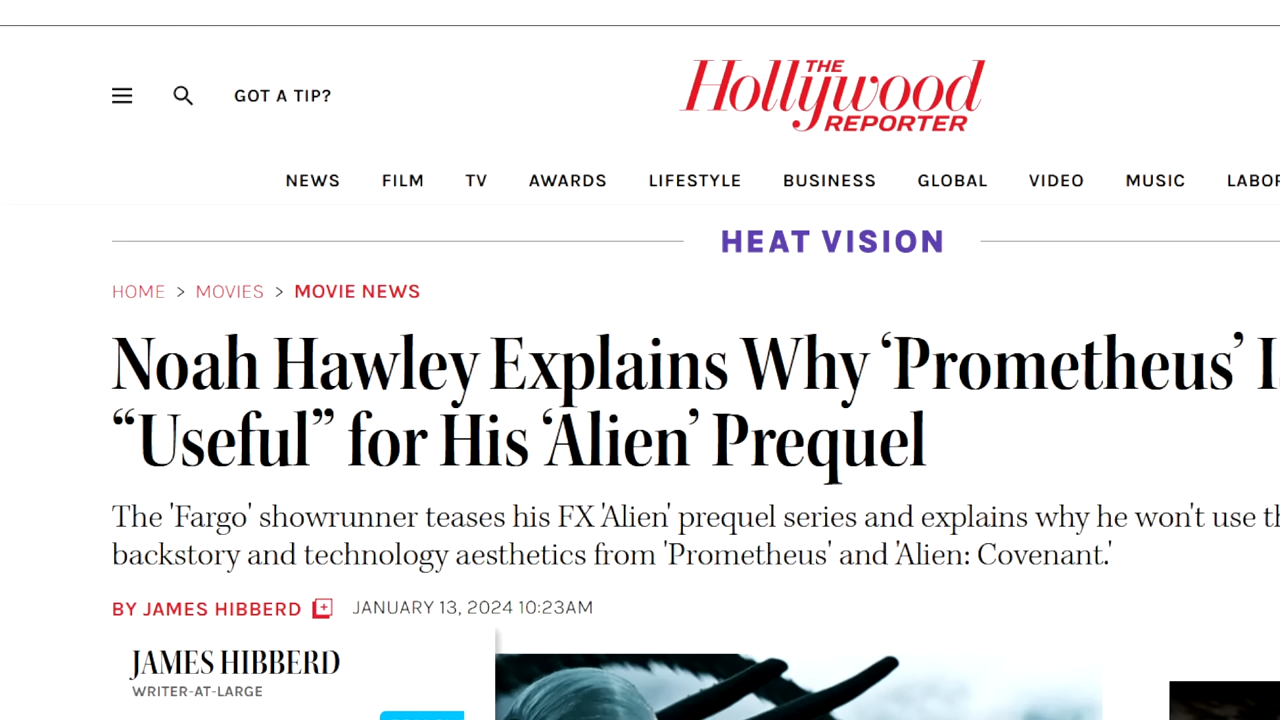 GOT A TIP?
THE
Hollywood
REPORTER
NEWS FILM TV AWARDS LIFESTYLE BUSINESS GLOBAL VIDEO MUSIC
HEAT VISION
HOME > MOVIES > MOVIE NEWS
Noah Hawley Explains Why ‘Prometheus’
“Useful” for His ‘Alien’ Prequel
The 'Fargo' showrunner teases his FX 'Alien' prequel series and explains why he won't use
backstory and technology aesthetics from 'Prometheus' and 'Alien: Covenant.'
BY JAMES HIBBERD JANUARY 13, 2024 10:23AM
JAMES HIBBERD
WRITER-AT-LARGE